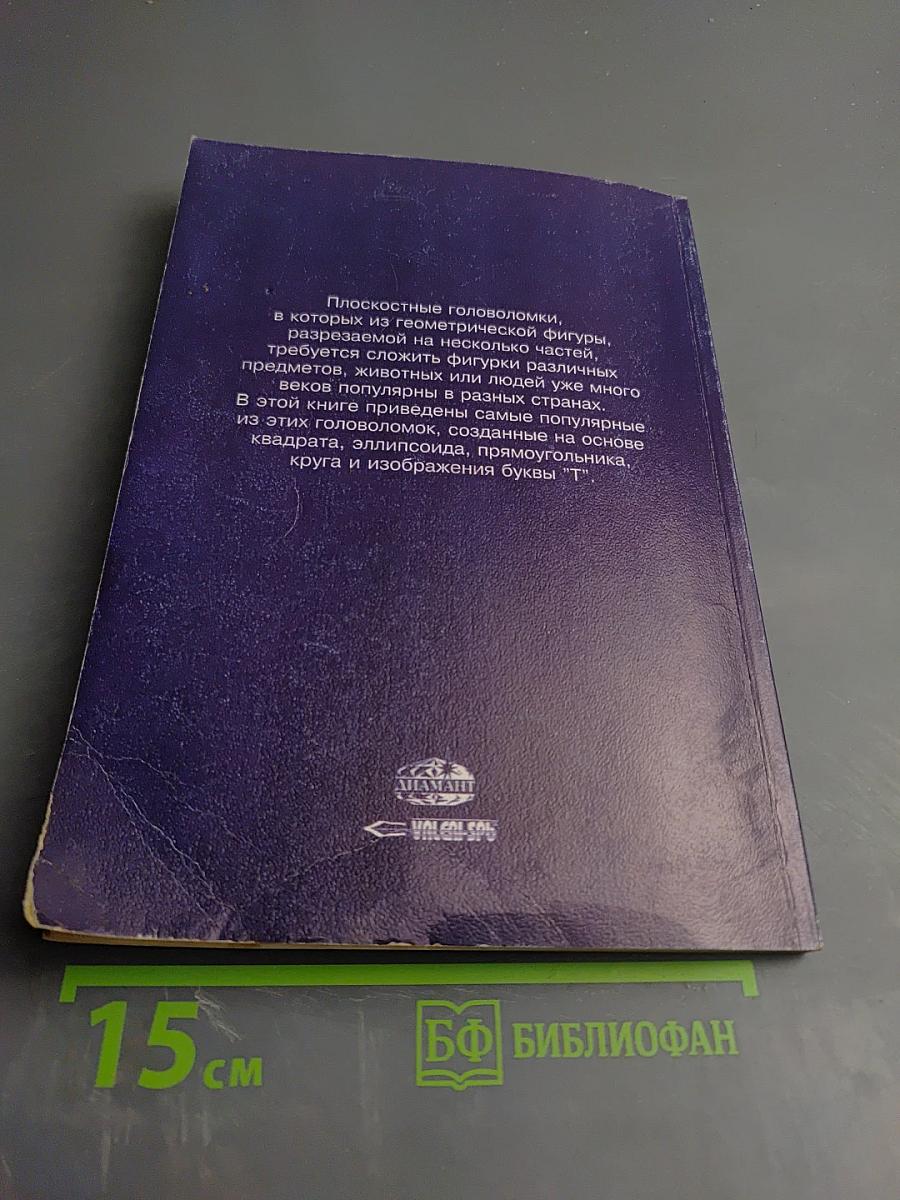 Плоскостные головоломки,
в которых из геометрической фигуры,
разрезаемой на несколько частей,
требуется сложить фигурки различных
предметов, животных или людей уже много
веков популярны в разных странах.
В этой книге приведены самые популярные
из этих головоломок, созданные на основе
квадрата, эллипсоида, прямоугольника,
круга и изображения буквы "Т".
ДИАМАНТ
VALERI SPb
15 см
БФ БИБЛИОФАН